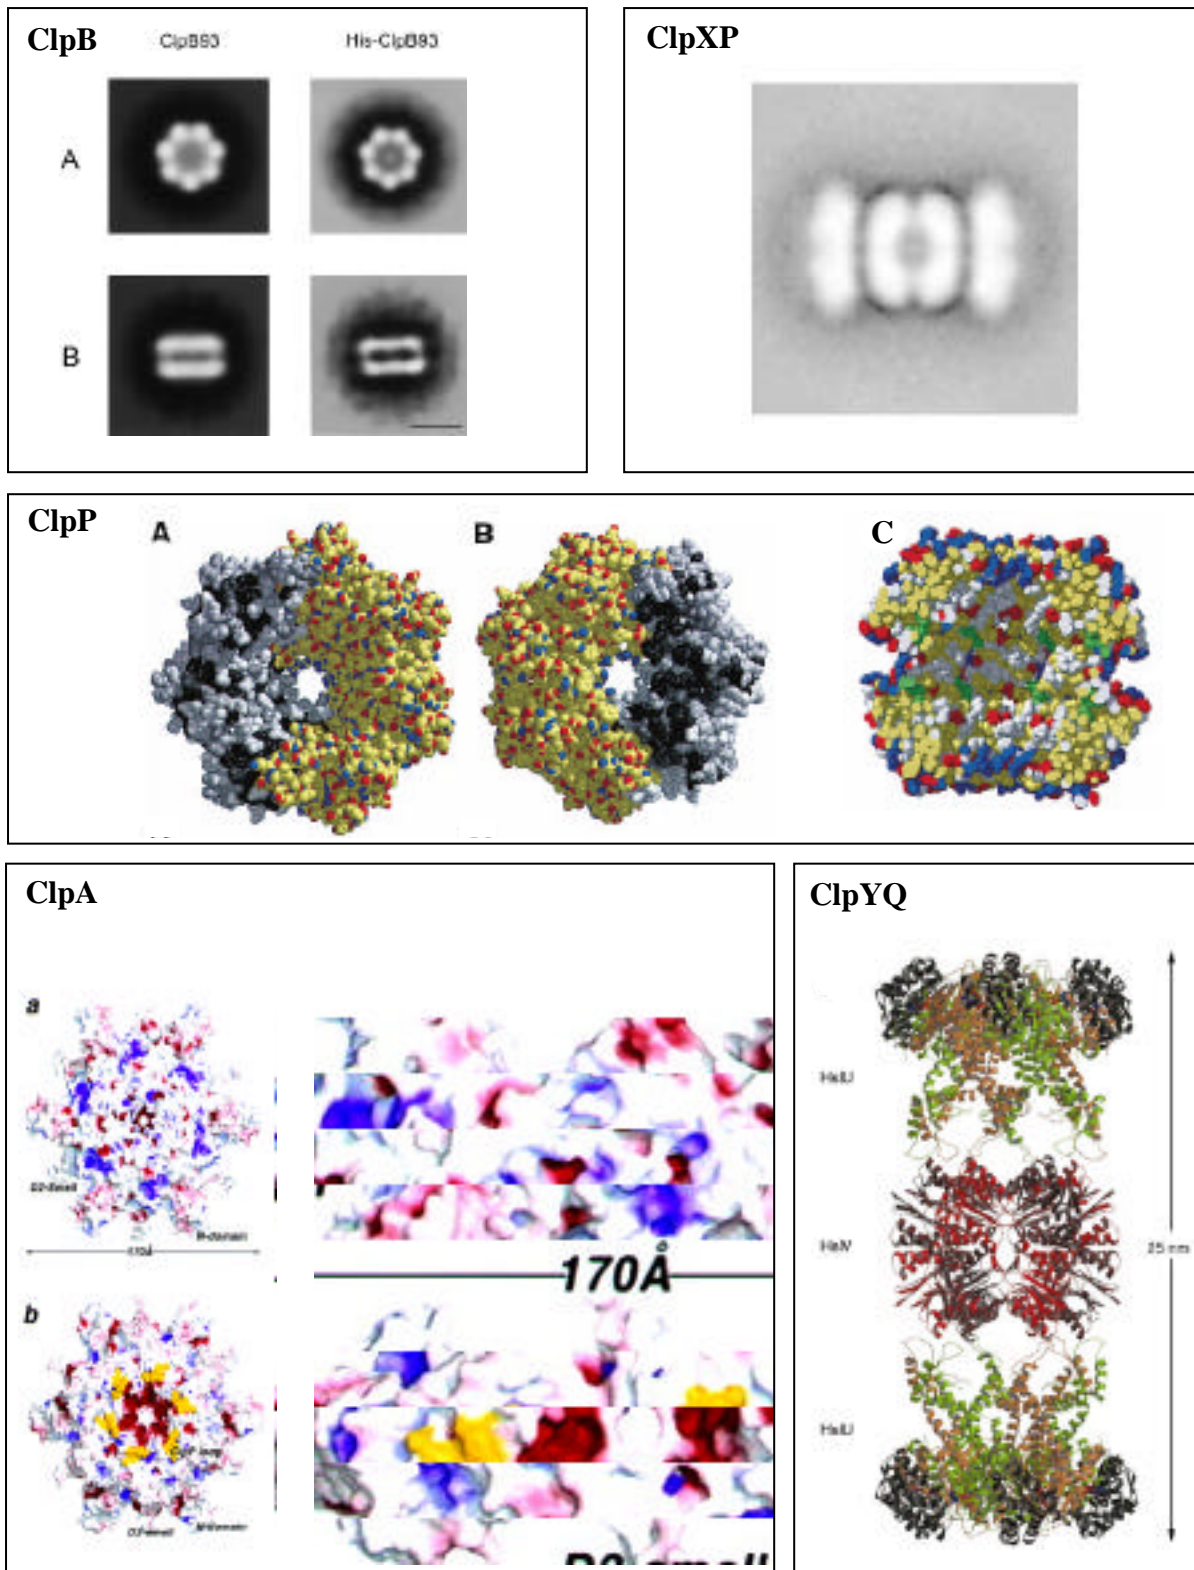 ClpB
ClpB93
His-ClpB93
A
B
ClpXP
ClpP
A
B
C
ClpA
a
D2-Small
N-domain
170Å
170Å
b
D2-small
N-domain
ClpYQ
HslU
HslV
HslU
25 nm